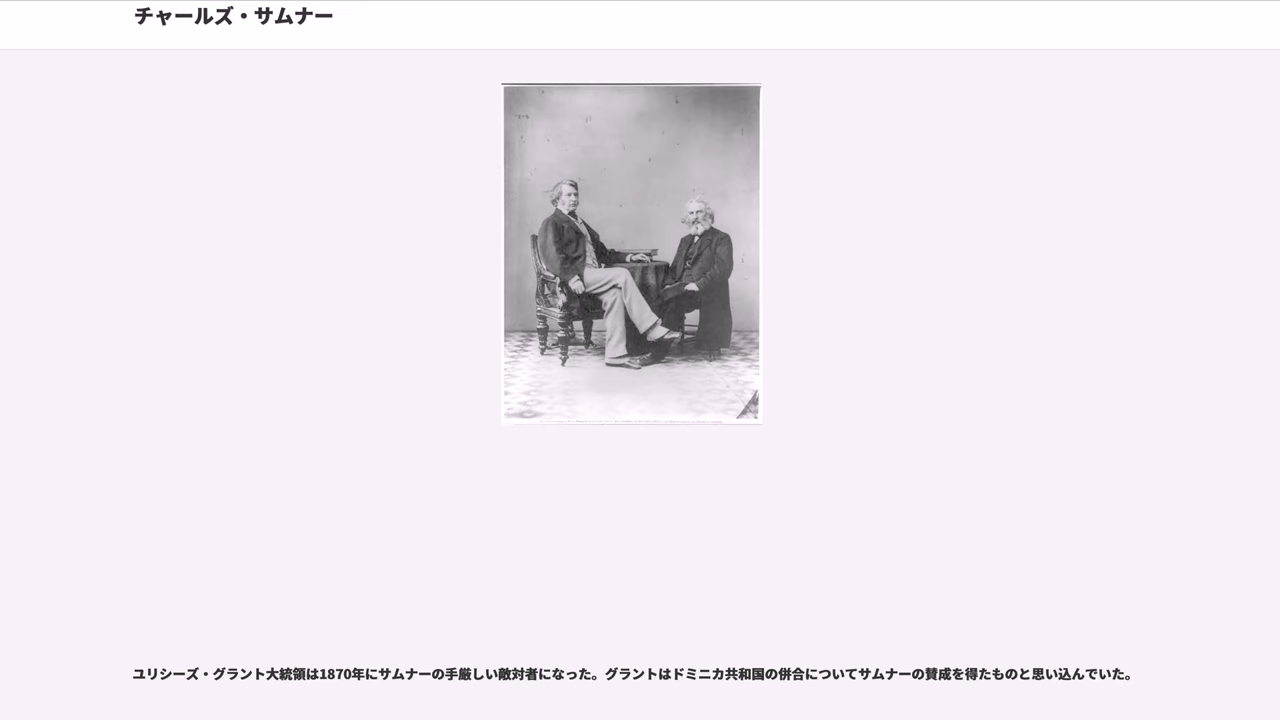 チャールズ・サムナー
ユリシーズ・グラント大統領は1870年にサムナーの手厳しい敵対者になった。グラントはドミニカ共和国の併合についてサムナーの賛成を得たものと思い込んでいた。